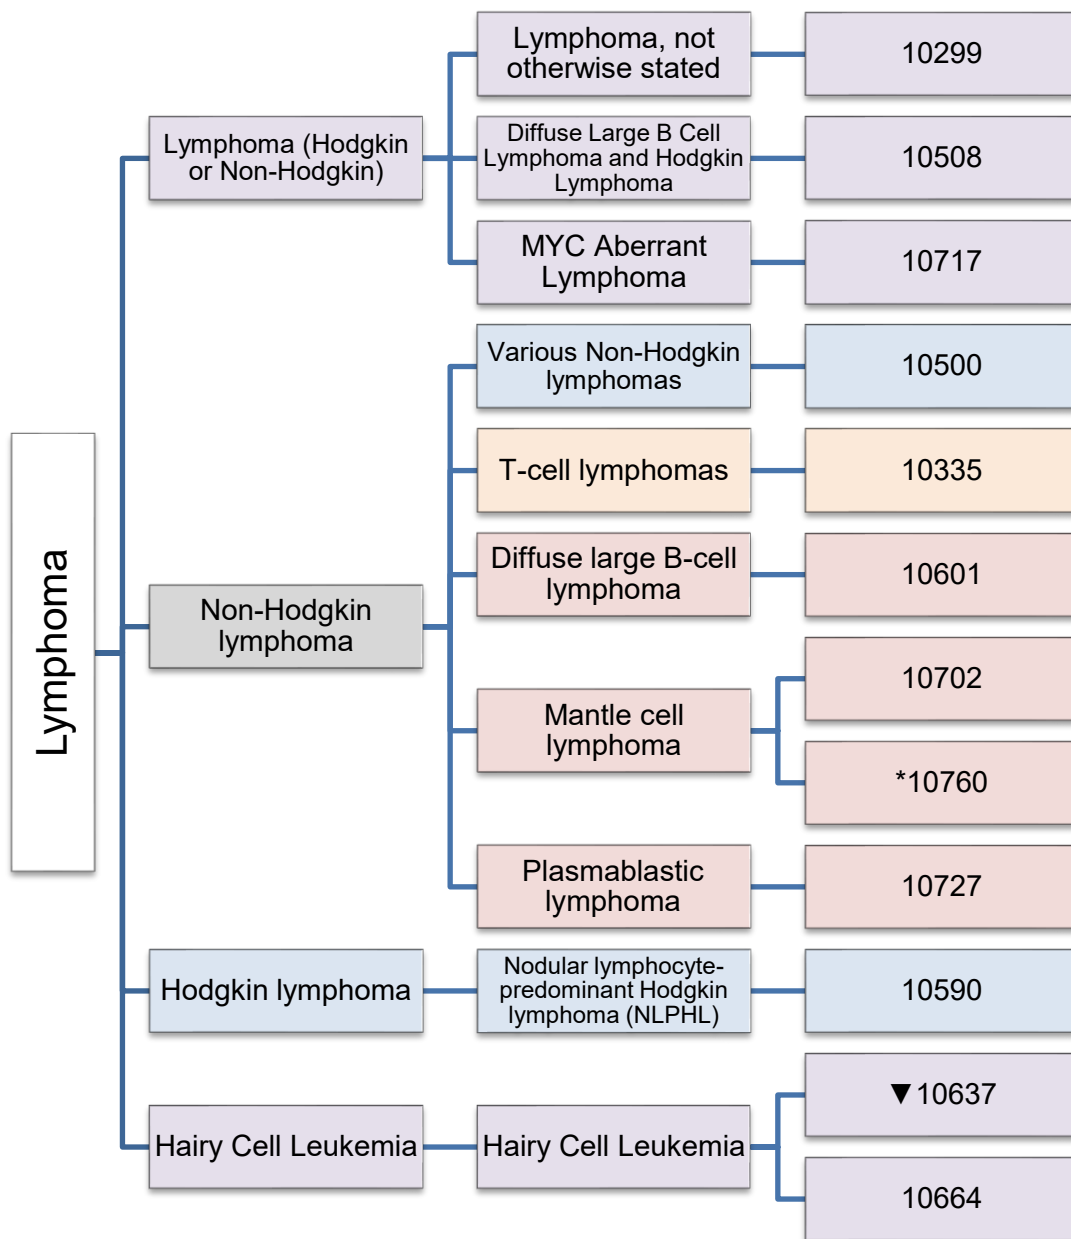 Lymphoma
Lymphoma (Hodgkin
or Non-Hodgkin)
Lymphoma, not
otherwise stated
10299
Diffuse Large B Cell
Lymphoma and Hodgkin
Lymphoma
10508
MYC Aberrant
Lymphoma
10717
Non-Hodgkin
lymphoma
Various Non-Hodgkin
lymphomas
10500
T-cell lymphomas
10335
Diffuse large B-cell
lymphoma
10601
Mantle cell
lymphoma
10702
*10760
Plasmablastic
lymphoma
10727
Hodgkin lymphoma
Nodular lymphocyte-
predominant Hodgkin
lymphoma (NLPHL)
10590
Hairy Cell Leukemia
Hairy Cell Leukemia
▼10637
10664